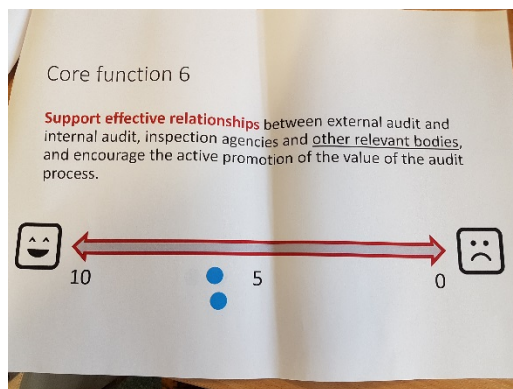 Core function 6
Support effective relationships between external audit and
internal audit, inspection agencies and other relevant bodies,
and encourage the active promotion of the value of the audit
process.
10 5 0